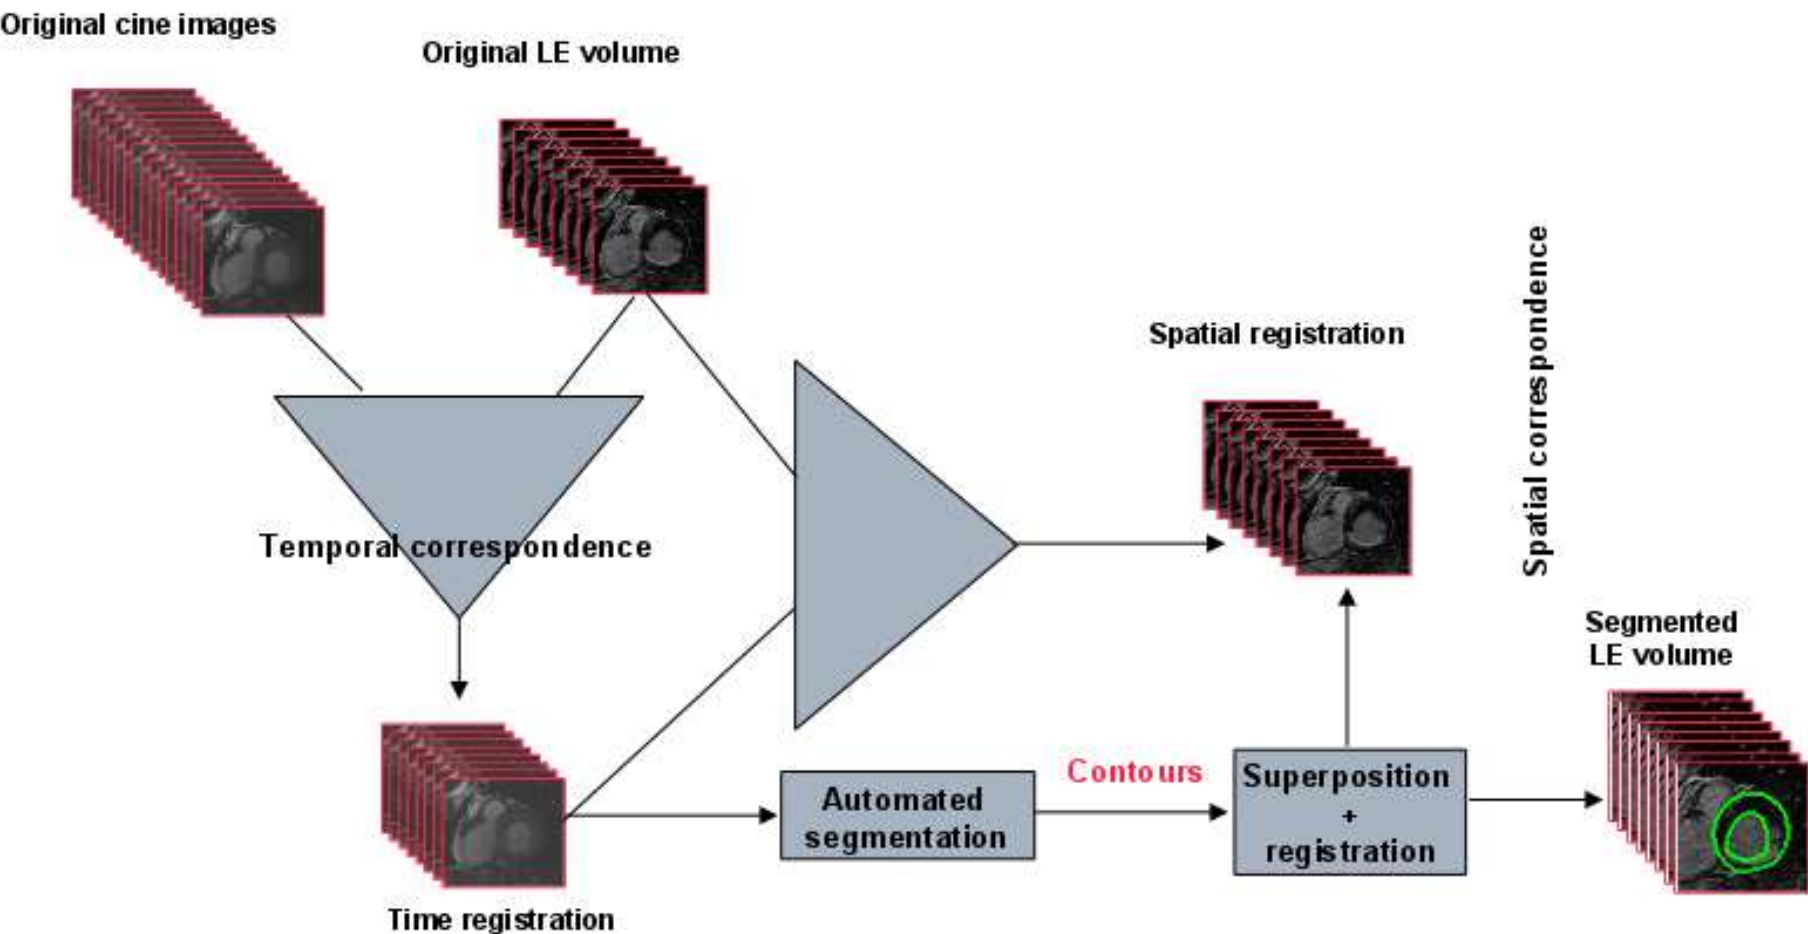 Original cine images
Original LE volume
Spatial registration
Spatial correspondence
Temporal correspondence
Segmented
LE volume
Contours
Automated
segmentation
Superposition
+
registration
Time registration